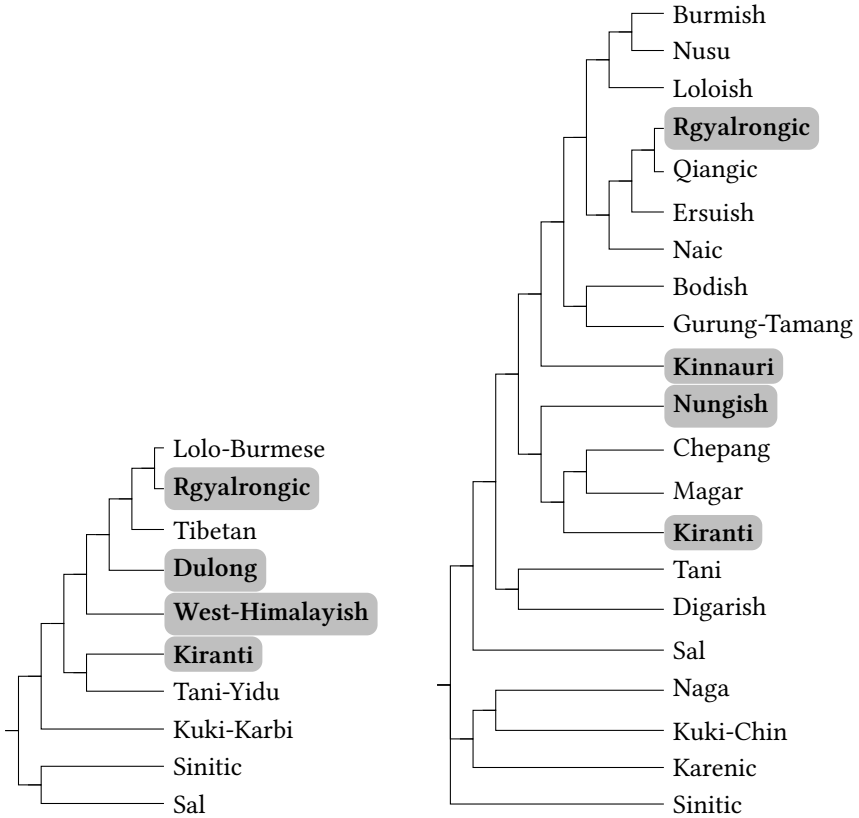 Lolo-Burmese
Rgyalrongic
Tibetan
Dulong
West-Himalayish
Kiranti
Tani-Yidu
Kuki-Karbi
Sinitic
Sal
Burmish
Nusu
Loloish
Rgyalrongic
Qiangic
Ersuish
Naic
Bodish
Gurung-Tamang
Kinnauri
Nungish
Chepang
Magar
Kiranti
Tani
Digarish
Sal
Naga
Kuki-Chin
Karenic
Sinitic